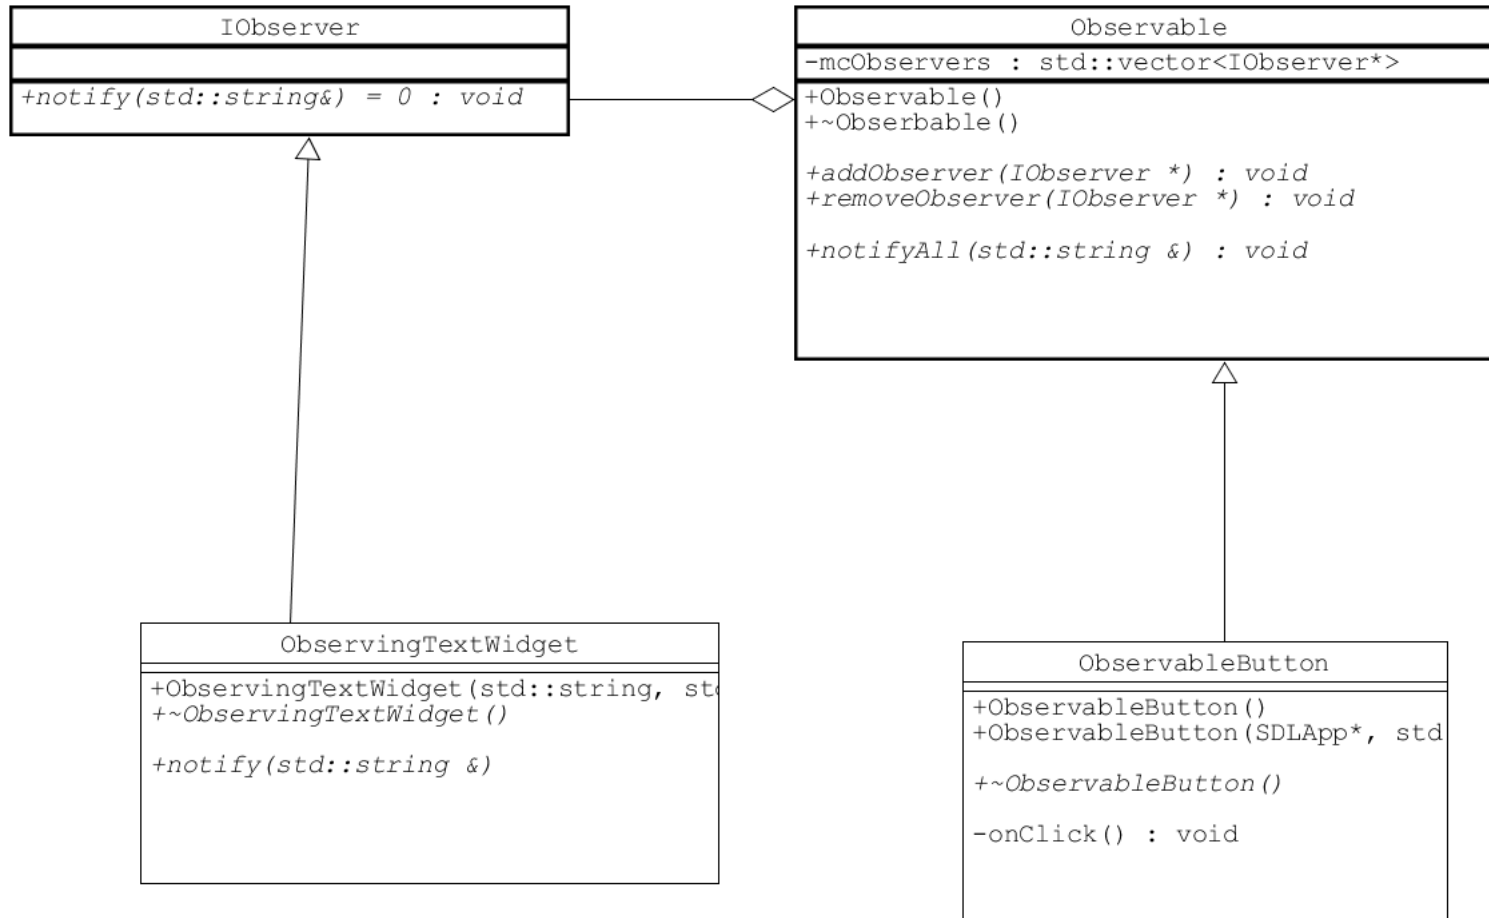 IObserver
+notify(std::string&) = 0 : void
Observable
-mcObservers : std::vector<IObserver*>
+Observable()
+~Obserbable()
+addObserver(IObserver *) : void
+removeObserver(IObserver *) : void
+notifyAll(std::string &) : void
ObservingTextWidget
+ObservingTextWidget(std::string, std
+~ObservingTextWidget()
+notify(std::string &)
ObservableButton
+ObservableButton()
+ObservableButton(SDLApp*, std
+~ObservableButton()
-onClick() : void